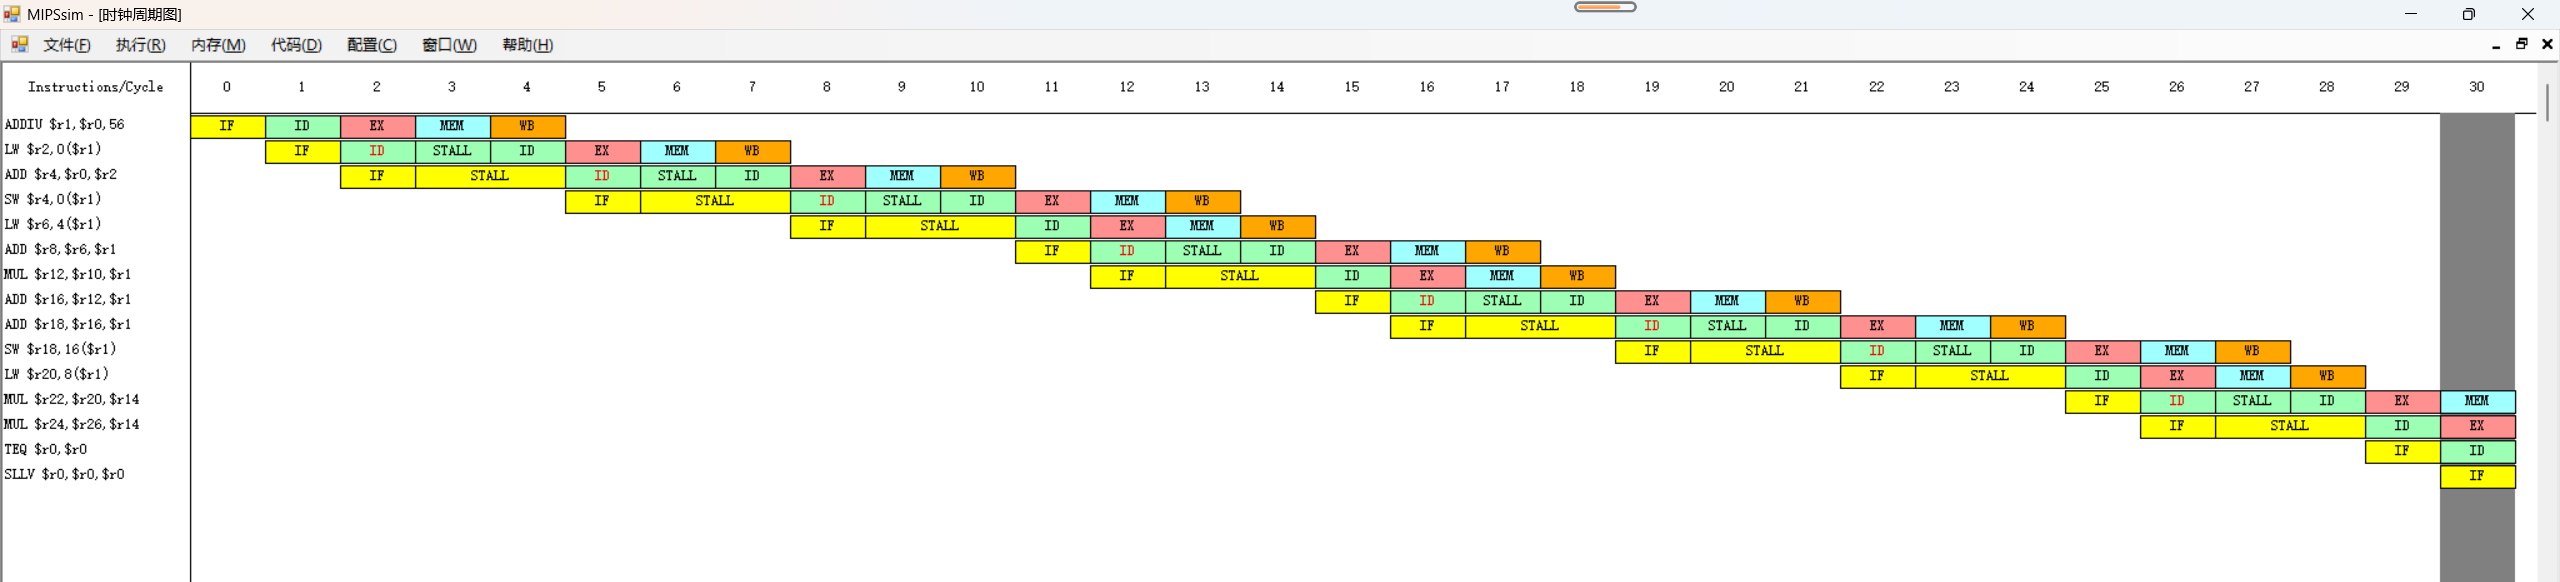 MIPSsim - [时钟周期图]
文件(F) 执行(R) 内存(M) 代码(D) 配置(C) 窗口(W) 帮助(H)
Instructions/Cycle 0 1 2 3 4 5 6 7 8 9 10 11 12 13 14 15 16 17 18 19 20 21 22 23 24 25 26 27 28 29 30
ADDIU $r1,$r0,56 IF ID EX MEM WB
LW $r2,0($r1) IF ID STALL ID EX MEM WB
ADD $r4,$r0,$r2 IF STALL ID STALL ID EX MEM WB
SW $r4,0($r1) IF STALL ID STALL ID EX MEM WB
LW $r6,4($r1) IF STALL ID EX MEM WB
ADD $r8,$r6,$r1 IF ID STALL ID EX MEM WB
MUL $r12,$r10,$r1 IF STALL ID EX MEM WB
ADD $r16,$r12,$r1 IF ID STALL ID EX MEM WB
ADD $r18,$r16,$r1 IF STALL ID STALL ID EX MEM WB
SW $r18,16($r1) IF STALL ID STALL ID EX MEM WB
LW $r20,8($r1) IF STALL ID EX MEM WB
MUL $r22,$r20,$r14 IF ID STALL ID EX MEM
MUL $r24,$r26,$r14 IF STALL ID EX
TEQ $r0,$r0 IF ID
SLLV $r0,$r0,$r0 IF